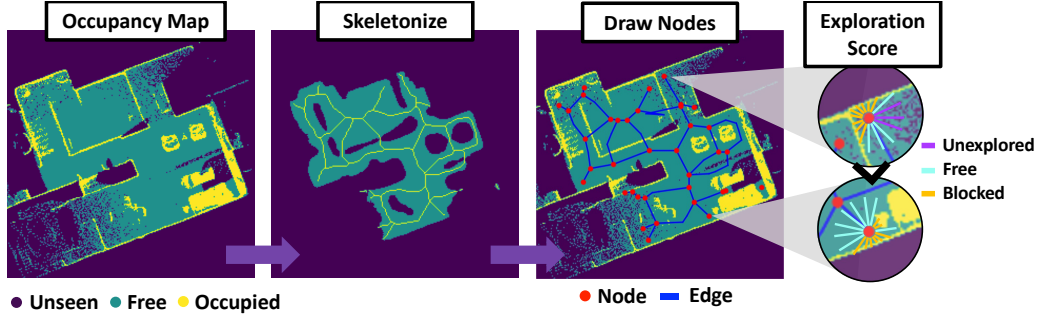 Occupancy Map
Skeletonize
Draw Nodes
Exploration
Score
Unexplored
Free
Blocked
Unseen
Free
Occupied
Node
Edge